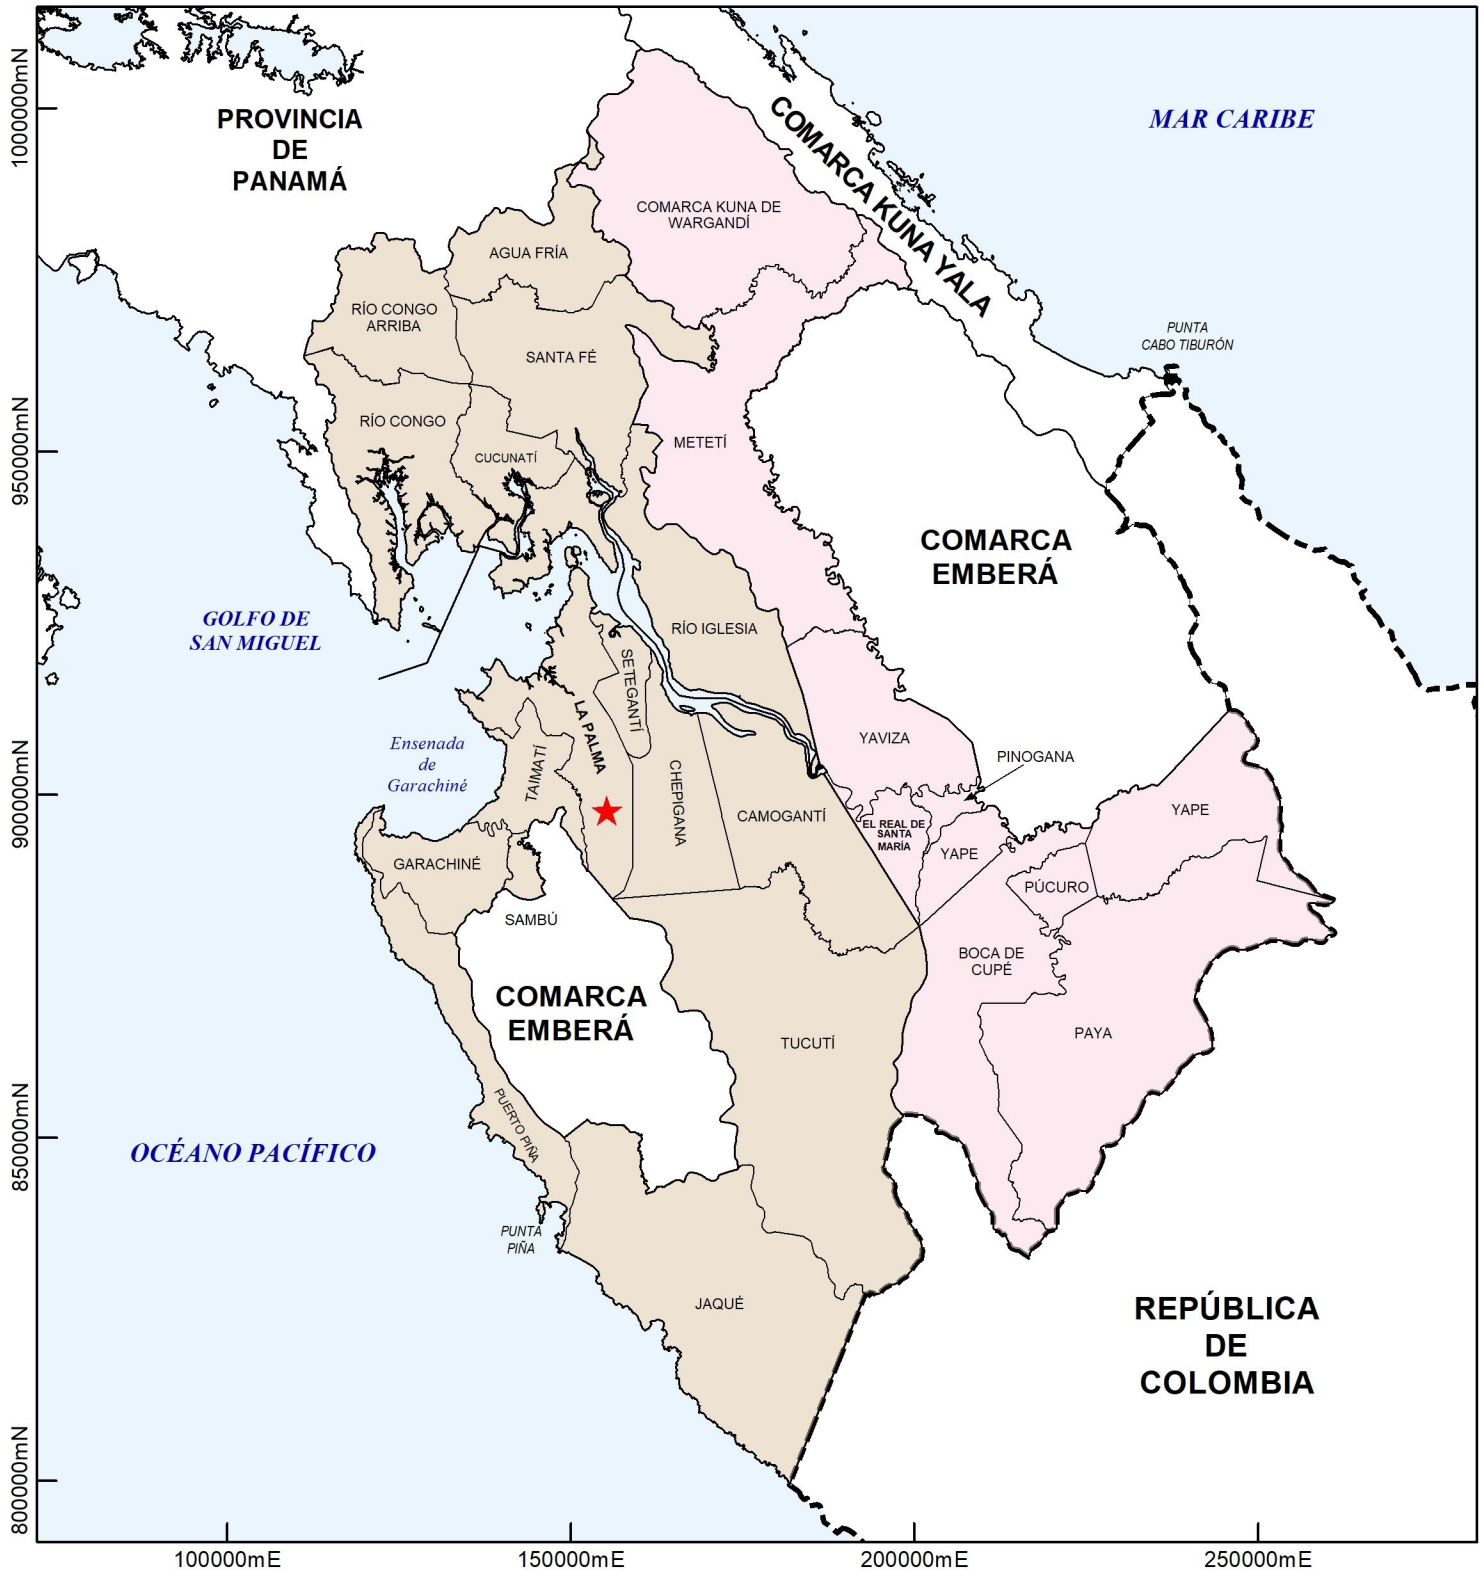 1000000mN
950000mN
900000mN
850000mN
800000mN
PROVINCIA
DE
PANAMÁ
MAR CARIBE
COMARCA KUNA YALA
COMARCA KUNA DE
WARGANDÍ
AGUA FRÍA
RÍO CONGO
ARRIBA
SANTA FÉ
PUNTA
CABO TIBURÓN
RÍO CONGO
METETÍ
CUCUNATÍ
COMARCA
EMBERÁ
GOLFO DE
SAN MIGUEL
RÍO IGLESIA
SETEGANTÍ
LA PALMA
YAVIZA
Ensenada
de
Garachiné
TAIMATÍ
CHEPIGANA
PINOGANA
CAMOGANTÍ
EL REAL DE
SANTA
MARÍA
YAPE
YAPE
GARACHINÉ
PÚCURO
SAMBÚ
BOCA DE
CUPÉ
COMARCA
EMBERÁ
TUCUTÍ
PAYA
PUERTO PIÑA
OCÉANO PACÍFICO
PUNTA
PIÑA
JAQUÉ
REPÚBLICA
DE
COLOMBIA
100000mE
150000mE
200000mE
250000mE